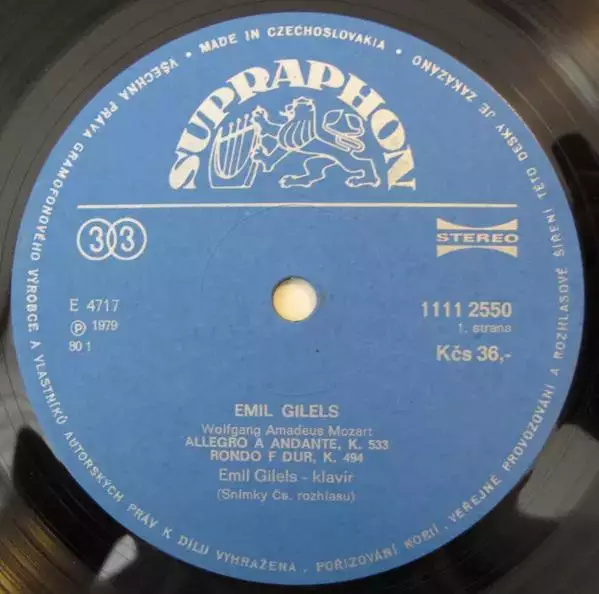 VŠECHNA PRÁVA GRAMOFONOVÉHO VÝROBCE A VLASTNÍKŮ AUTORSKÝCH PRÁV K DÍLU VYHRAŽENA . POŘIZOVÁNÍ KOPIÍ . VEŘEJNÉ PROVOZOVÁNÍ A ROZHLASOVÉ ŠÍŘENÍ TÉTO DESKY JE ZAKÁZÁNO
• MADE IN CZECHOSLOVAKIA •
SUPRAPHON
33
STEREO
E 4717
Ⓟ 1979
80 1
1111 2550
1. strana
Kčs 36,-
EMIL GILELS
Wolfgang Amadeus Mozart
ALLEGRO A ANDANTE, K. 533
RONDO F DUR, K. 494
Emil Gilels - klavír
(Snímky Čs. rozhlasu)